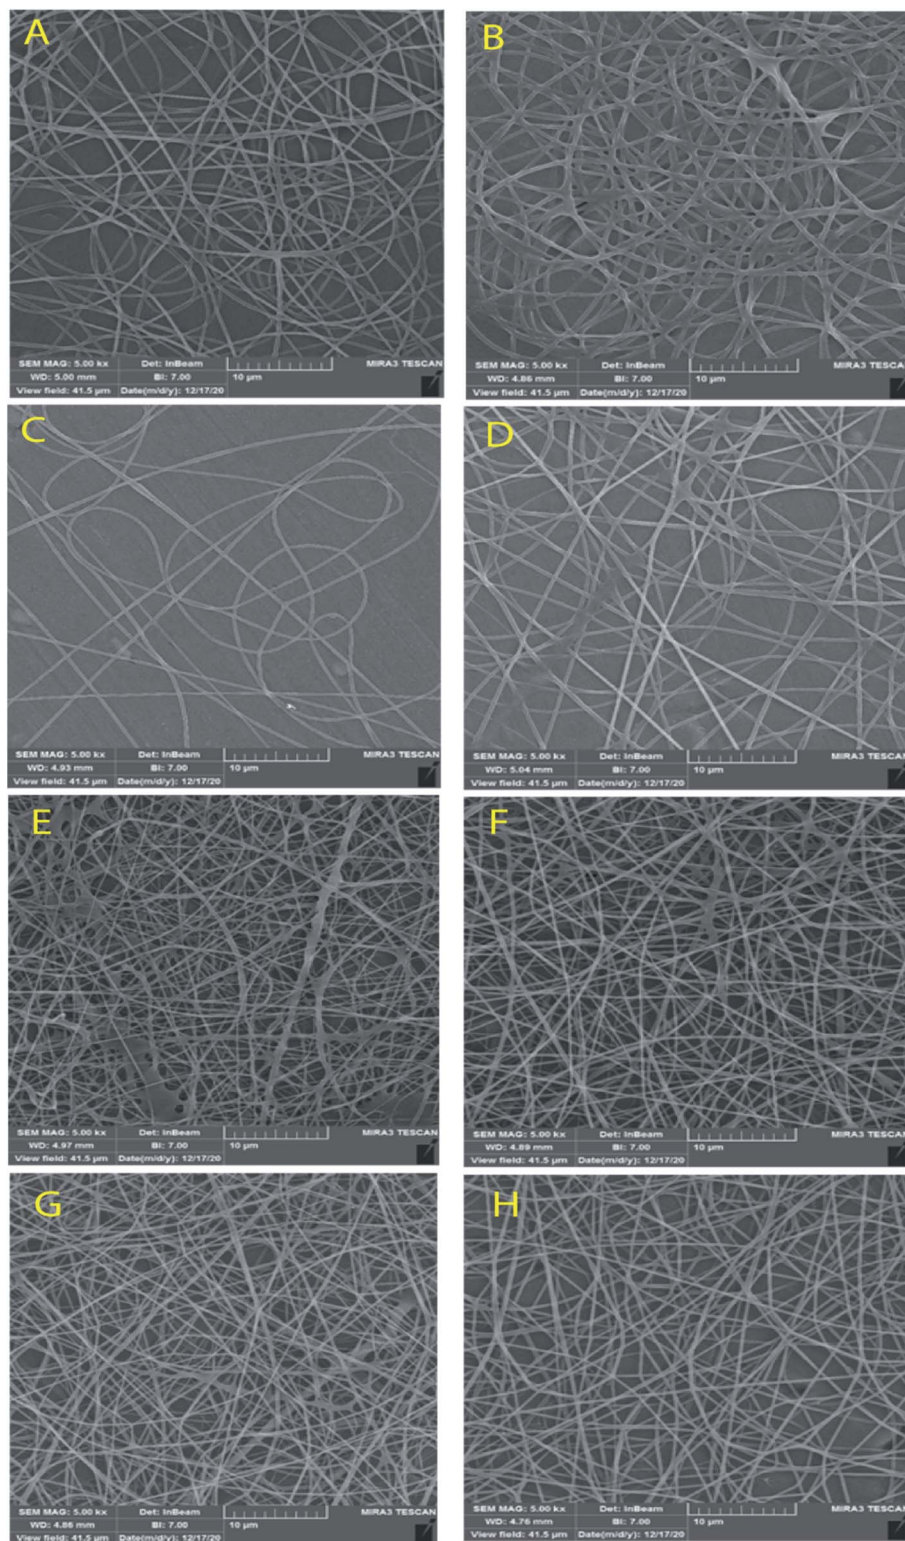 A
SEM MAG: 5.00 kx Det: InBeam MIRA3 TESCAN
WD: 5.00 mm BI: 7.00 10 µm
View field: 41.5 µm Date(m/d/y): 12/17/20
B
SEM MAG: 5.00 kx Det: InBeam MIRA3 TESCAN
WD: 4.86 mm BI: 7.00 10 µm
View field: 41.5 µm Date(m/d/y): 12/17/20
C
SEM MAG: 5.00 kx Det: InBeam MIRA3 TESCAN
WD: 4.93 mm BI: 7.00 10 µm
View field: 41.5 µm Date(m/d/y): 12/17/20
D
SEM MAG: 5.00 kx Det: InBeam MIRA3 TESCAN
WD: 5.04 mm BI: 7.00 10 µm
View field: 41.5 µm Date(m/d/y): 12/17/20
E
SEM MAG: 5.00 kx Det: InBeam MIRA3 TESCAN
WD: 4.97 mm BI: 7.00 10 µm
View field: 41.5 µm Date(m/d/y): 12/17/20
F
SEM MAG: 5.00 kx Det: InBeam MIRA3 TESCAN
WD: 4.89 mm BI: 7.00 10 µm
View field: 41.5 µm Date(m/d/y): 12/17/20
G
SEM MAG: 5.00 kx Det: InBeam MIRA3 TESCAN
WD: 4.86 mm BI: 7.00 10 µm
View field: 41.5 µm Date(m/d/y): 12/17/20
H
SEM MAG: 5.00 kx Det: InBeam MIRA3 TESCAN
WD: 4.76 mm BI: 7.00 10 µm
View field: 41.5 µm Date(m/d/y): 12/17/20